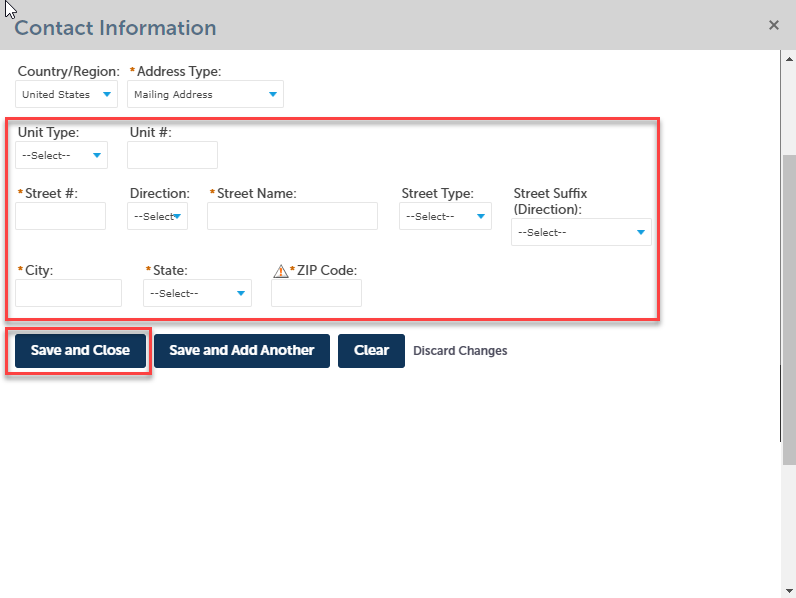 Contact Information
Country/Region: *Address Type:
United States Mailing Address
Unit Type: Unit #:
--Select--
*Street #: Direction: *Street Name: Street Type: Street Suffix (Direction):
--Select --Select-- --Select--
*City: *State: *ZIP Code:
--Select--
Save and Close Save and Add Another Clear Discard Changes